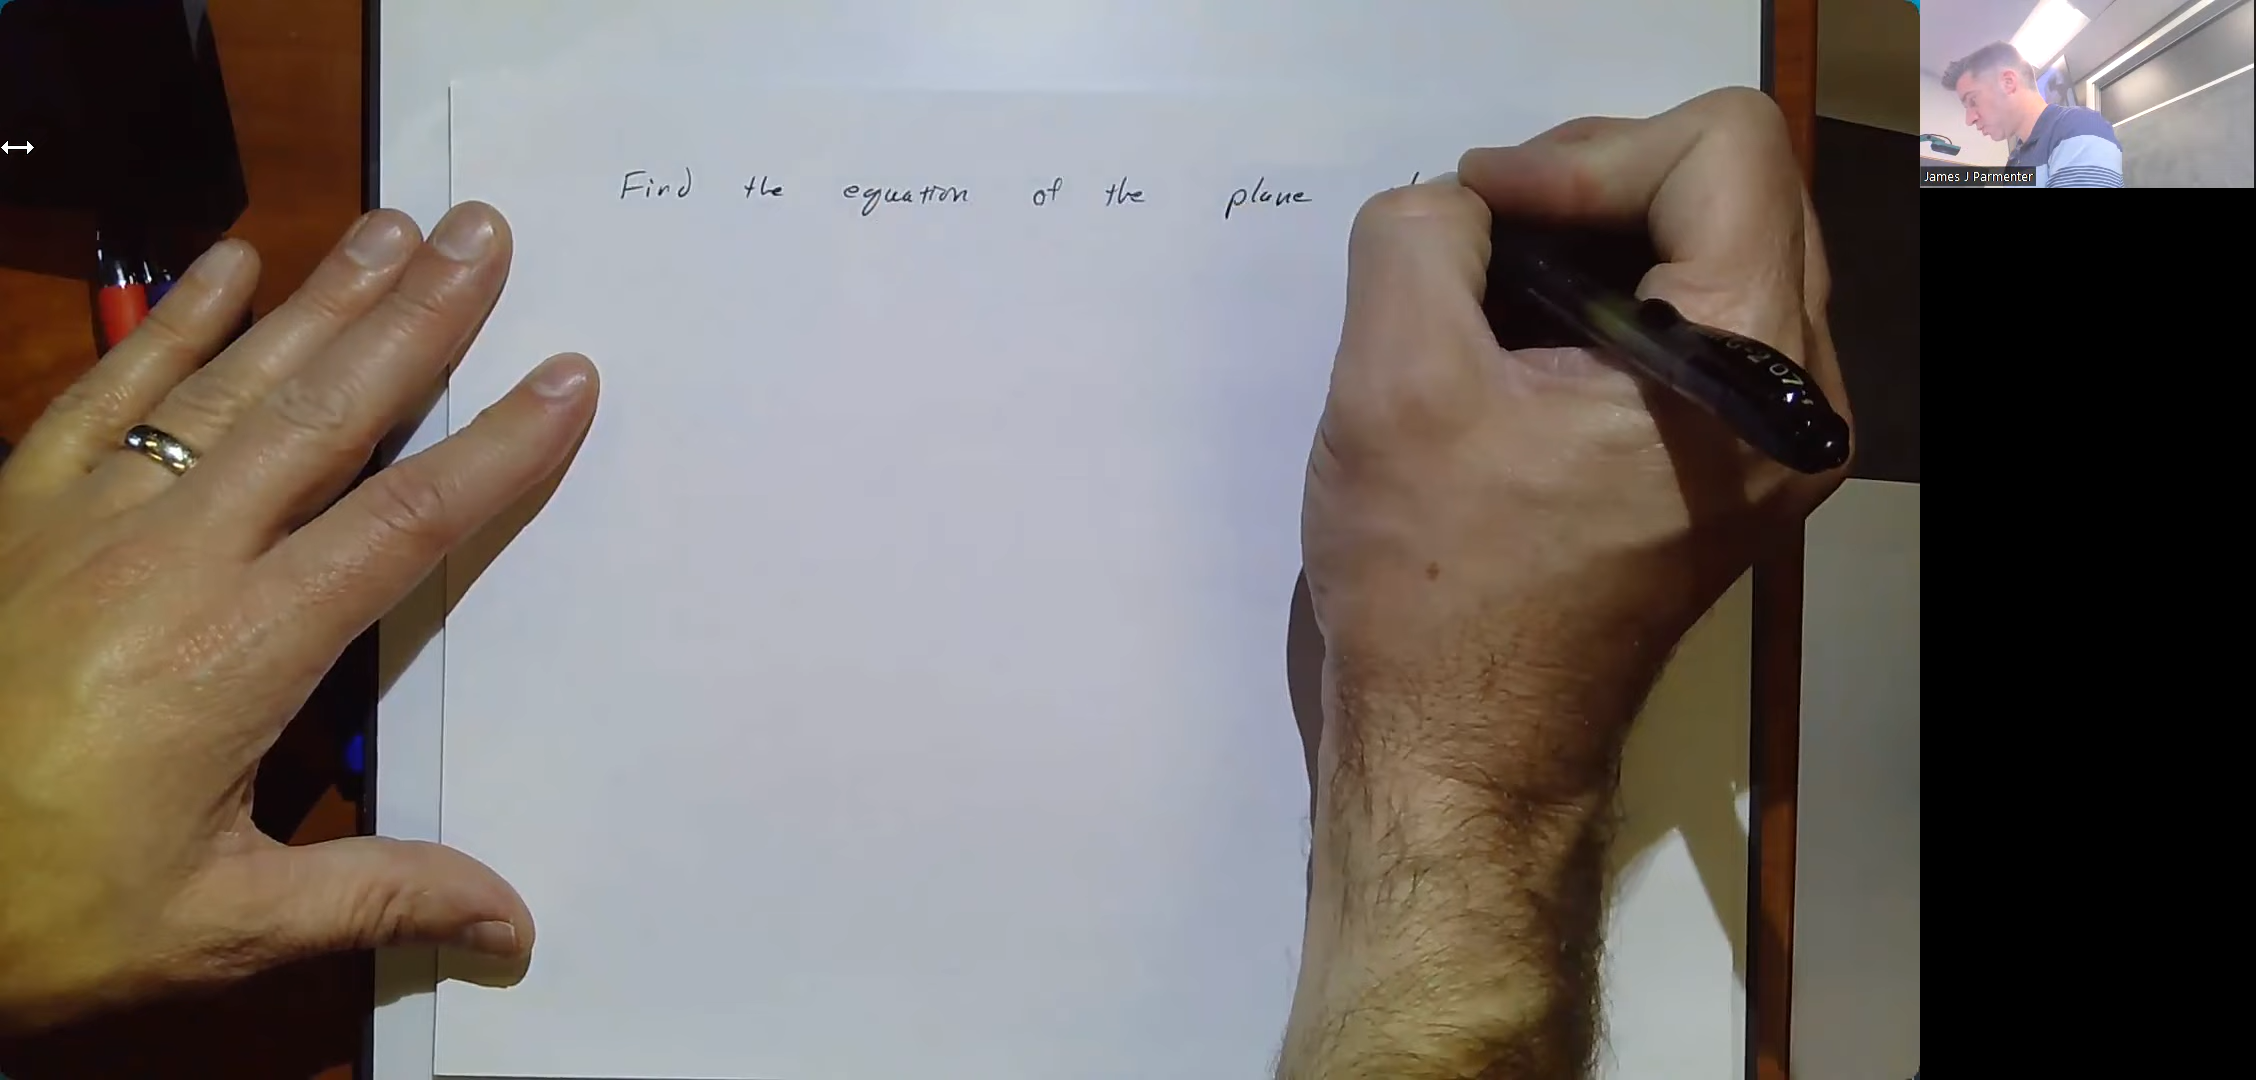 Find the equation of the plane
James J Parmenter